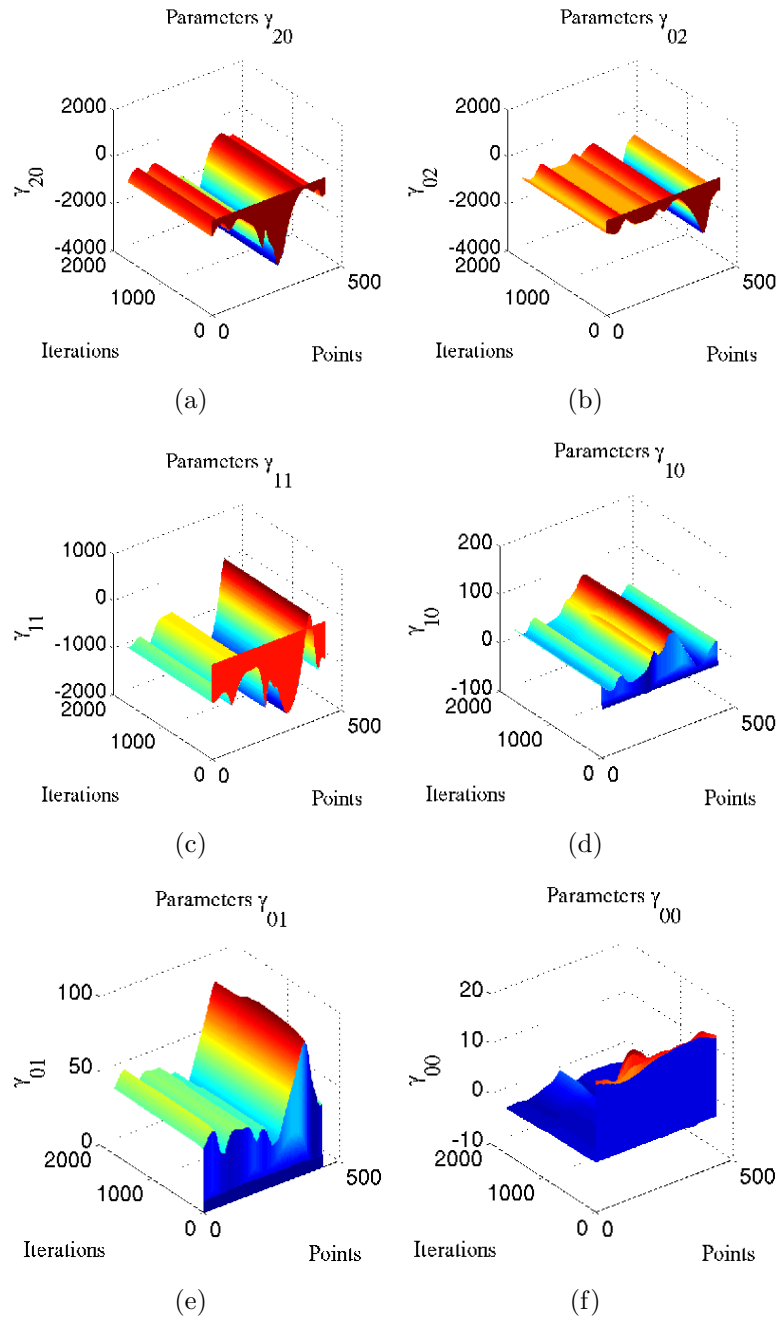 Parameters γ20
2000
0
-2000
-4000
γ20
2000
1000
0
0
500
Iterations
Points
(a)
Parameters γ02
2000
0
-2000
-4000
γ02
2000
1000
0
0
500
Iterations
Points
(b)
Parameters γ11
1000
0
-1000
-2000
γ11
2000
1000
0
0
500
Iterations
Points
(c)
Parameters γ10
200
100
0
-100
γ10
2000
1000
0
0
500
Iterations
Points
(d)
Parameters γ01
100
50
0
γ01
2000
1000
0
0
500
Iterations
Points
(e)
Parameters γ00
20
10
0
-10
γ00
2000
1000
0
0
500
Iterations
Points
(f)